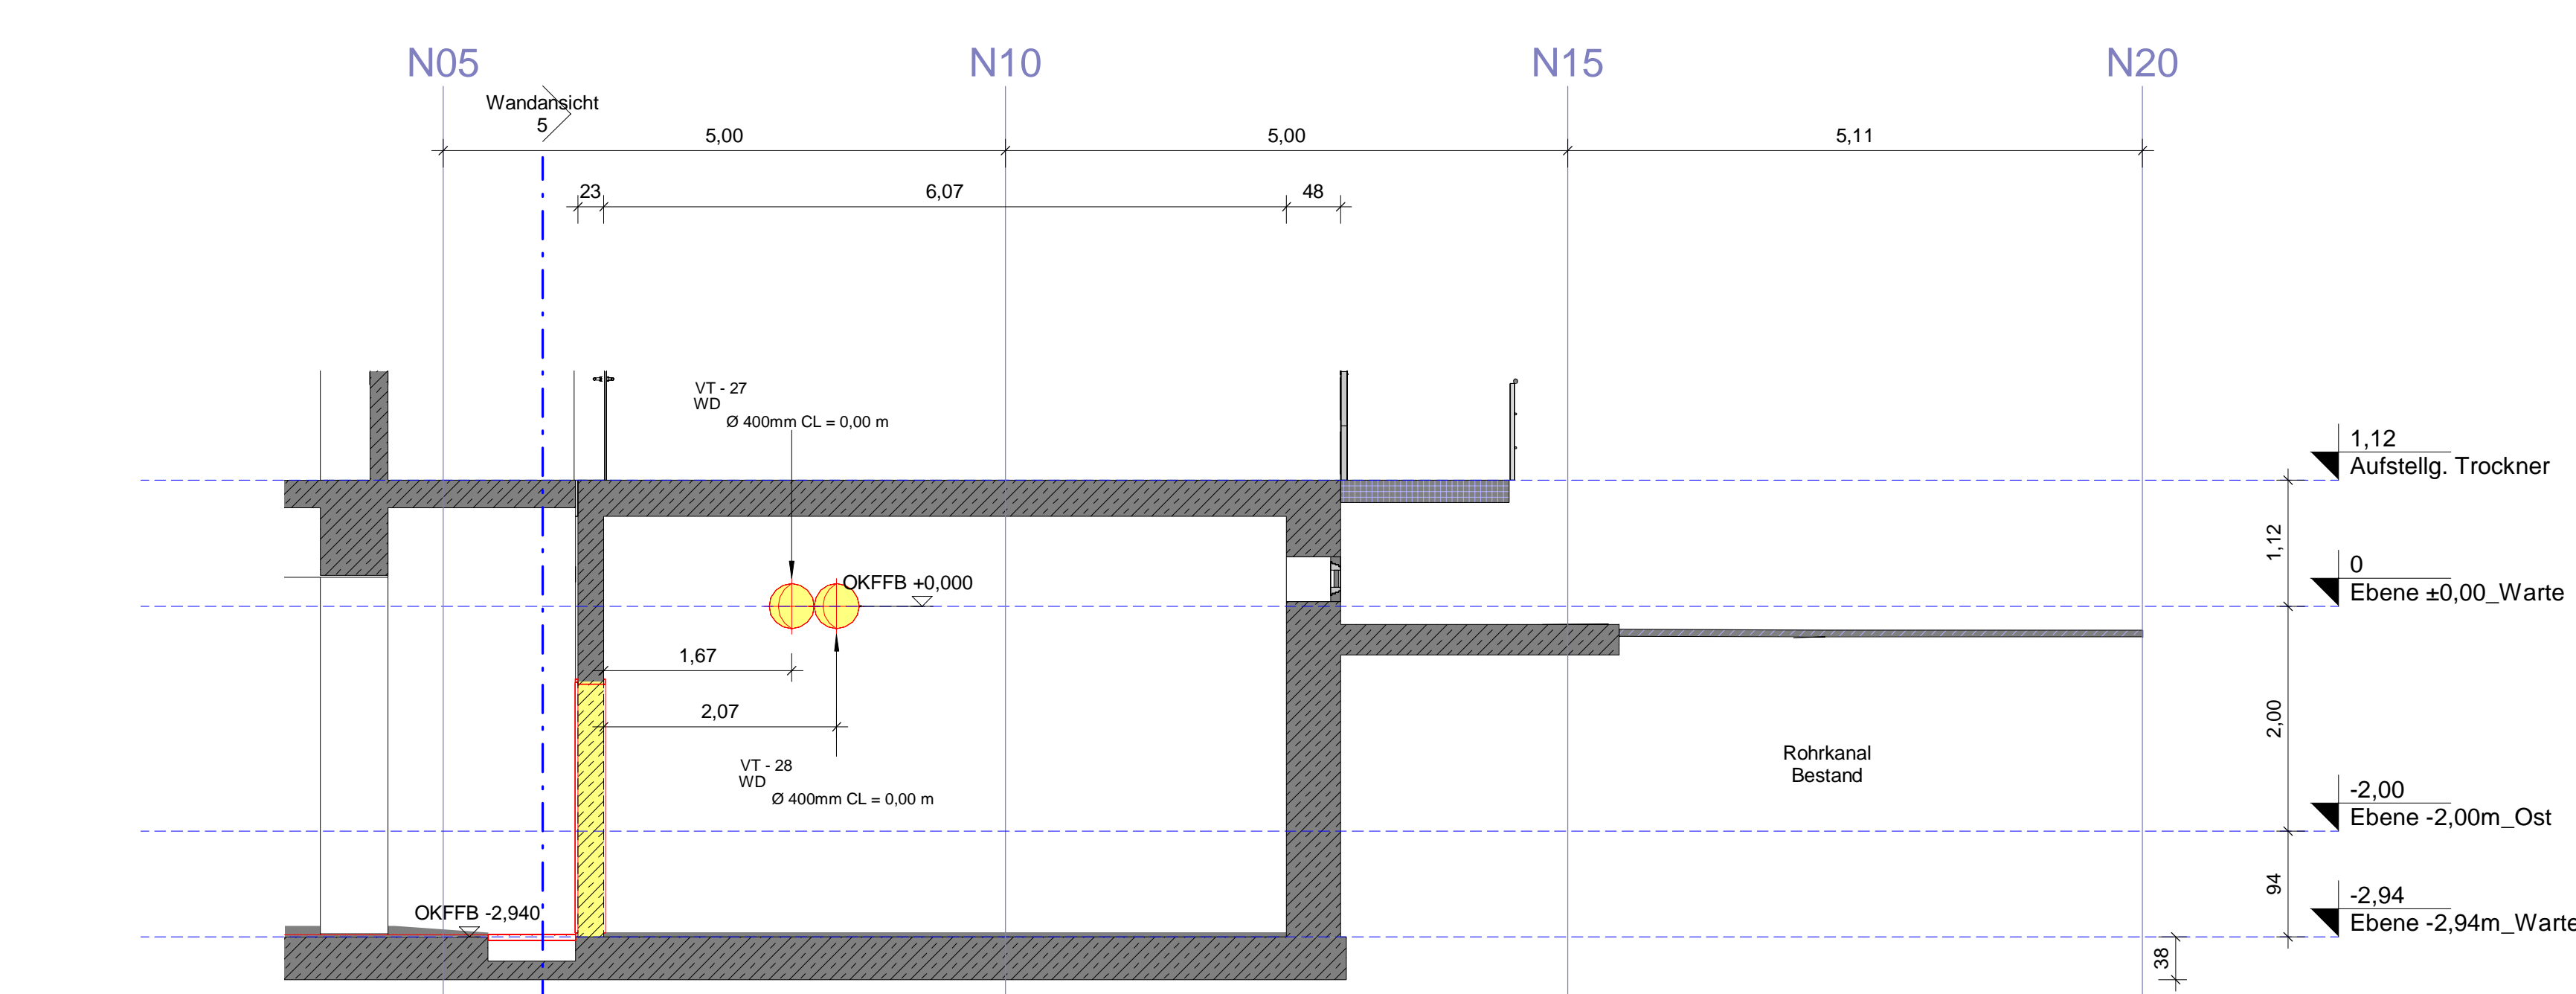 N05
N10
N15
N20
Wandansicht
5
5,00
5,00
5,11
23
6,07
48
VT - 27
WD
Ø 400mm CL = 0,00 m
1,12
Aufstellg. Trockner
1,12
0
Ebene ±0,00_Warte
OKFFB +0,000
1,67
2,07
2,00
VT - 28
WD
Ø 400mm CL = 0,00 m
Rohrkanal
Bestand
-2,00
Ebene -2,00m_Ost
94
-2,94
Ebene -2,94m_Warte
OKFFB -2,940
38